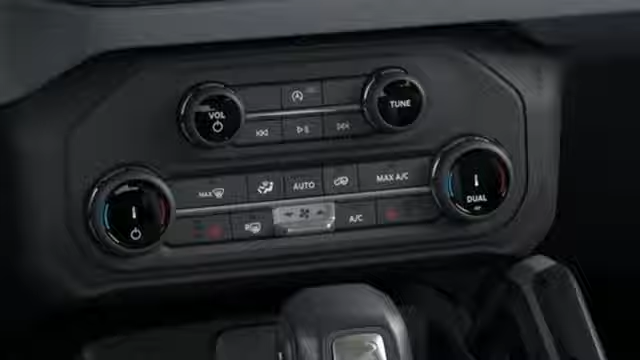 VOL
TUNE
MAX
AUTO
MAX A/C
R
A/C
DUAL